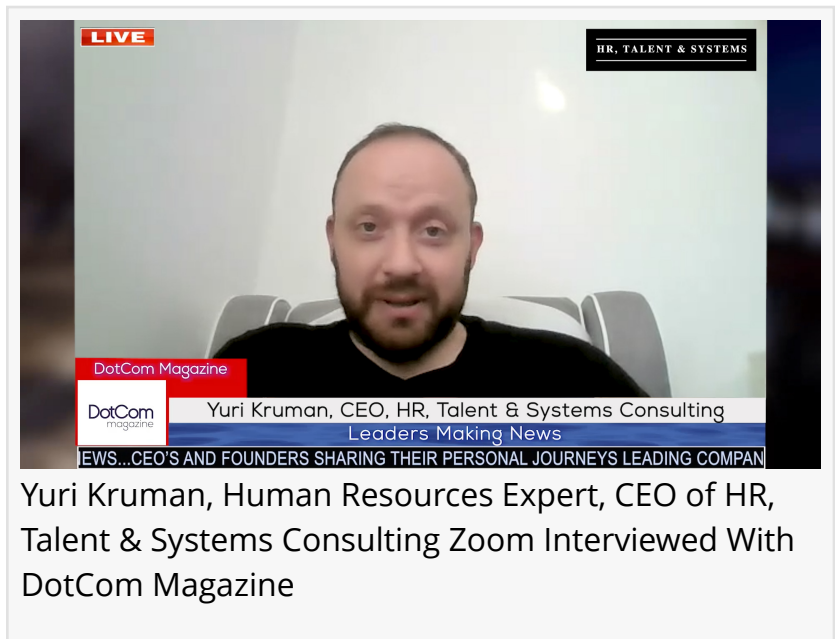 LIVE
HR, TALENT & SYSTEMS
DotCom Magazine
DotCom
magazine
Yuri Kruman, CEO, HR, Talent & Systems Consulting
Leaders Making News
IEWS...CEO'S AND FOUNDERS SHARING THEIR PERSONAL JOURNEYS LEADING COMPAN
Yuri Kruman, Human Resources Expert, CEO of HR,
Talent & Systems Consulting Zoom Interviewed With
DotCom Magazine